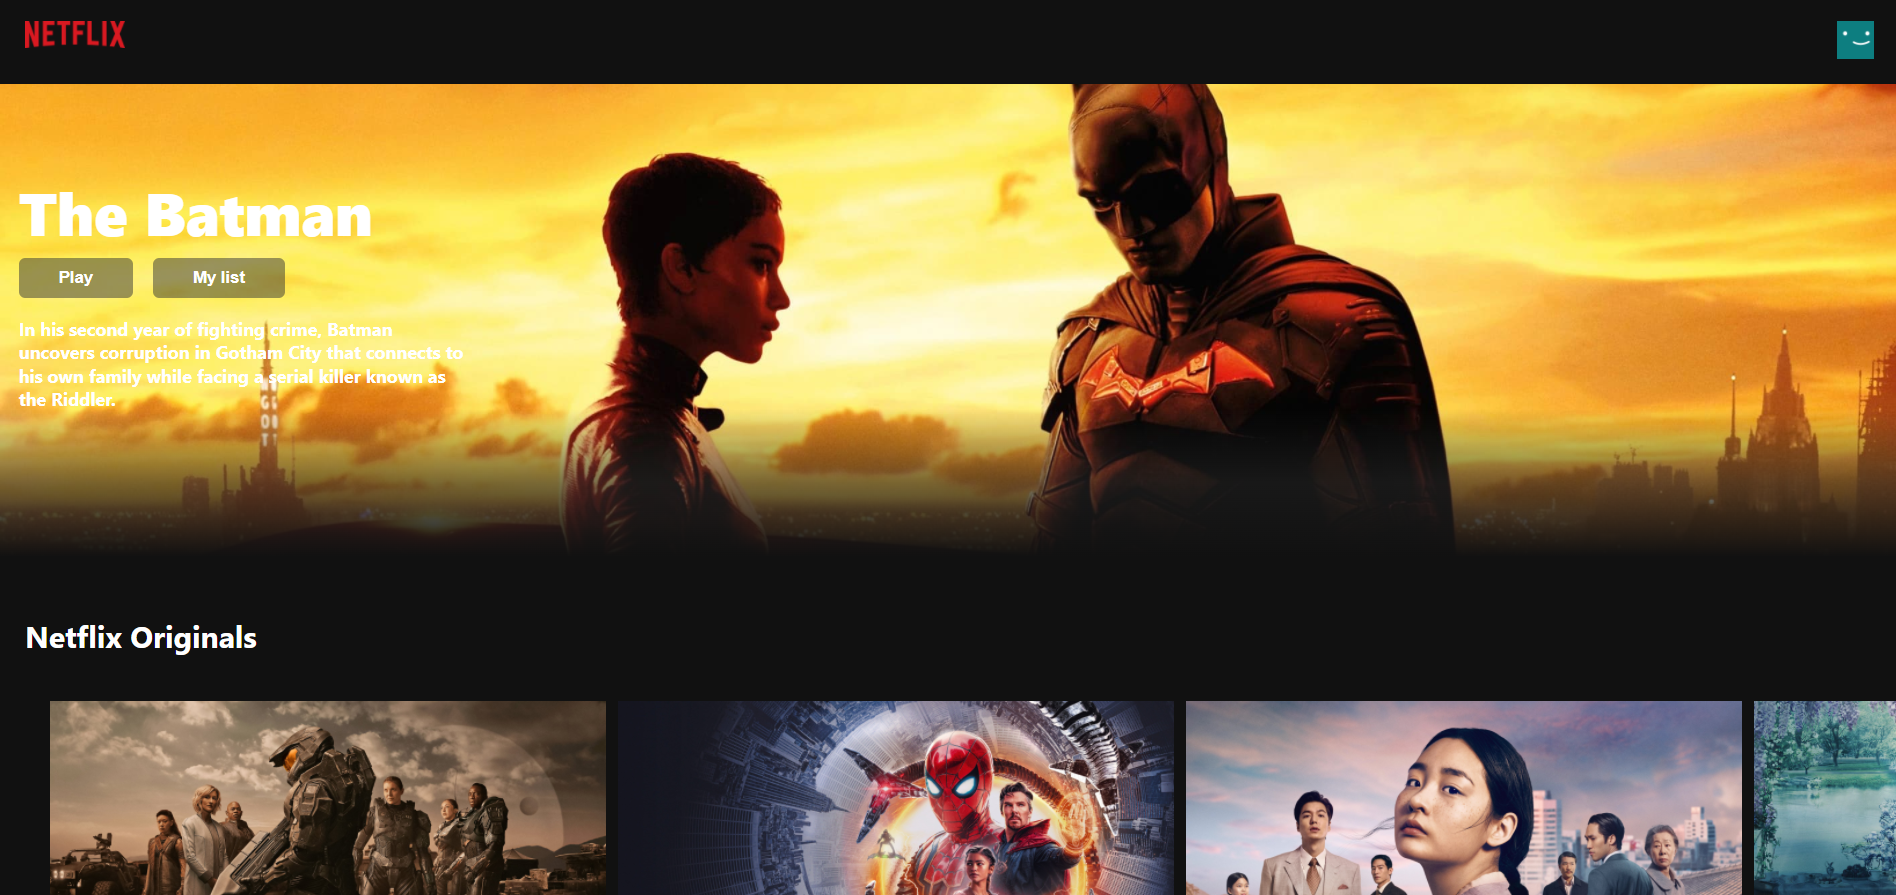 NETFLIX
The Batman
Play
My list
In his second year of fighting crime, Batman
uncovers corruption in Gotham City that connects to
his own family while facing a serial killer known as
the Riddler.
Netflix Originals